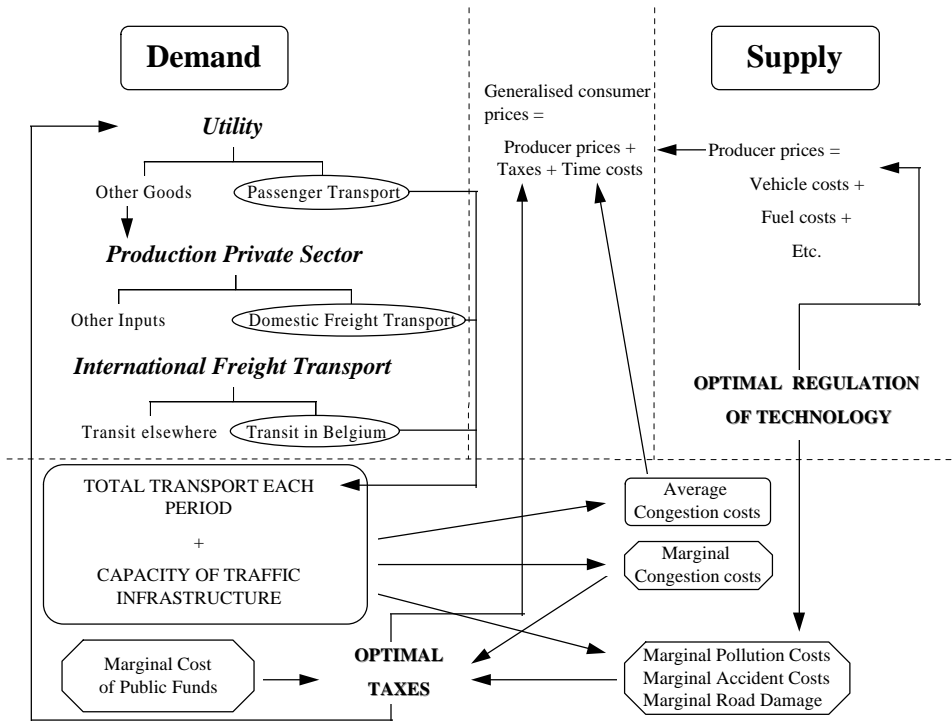 Demand
Utility
Other Goods
Passenger Transport
Production Private Sector
Other Inputs
Domestic Freight Transport
International Freight Transport
Transit elsewhere
Transit in Belgium
Generalised consumer
prices =
Producer prices +
Taxes + Time costs
Supply
Producer prices =
Vehicle costs +
Fuel costs +
Etc.
OPTIMAL REGULATION
OF TECHNOLOGY
TOTAL TRANSPORT EACH
PERIOD
+
CAPACITY OF TRAFFIC
INFRASTRUCTURE
Average
Congestion costs
Marginal
Congestion costs
Marginal Cost
of Public Funds
OPTIMAL
TAXES
Marginal Pollution Costs
Marginal Accident Costs
Marginal Road Damage